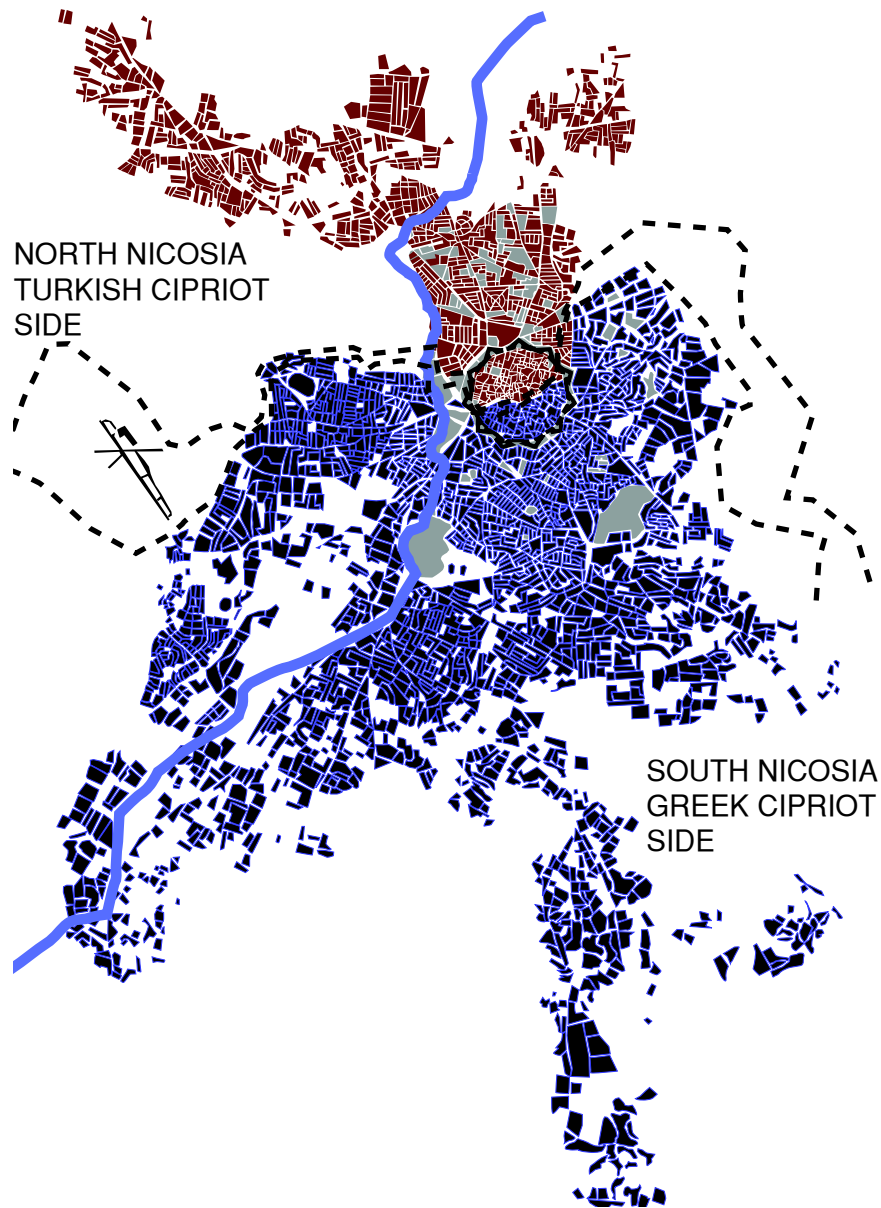 NORTH NICOSIA
TURKISH CIPRIOT
SIDE
SOUTH NICOSIA
GREEK CIPRIOT
SIDE